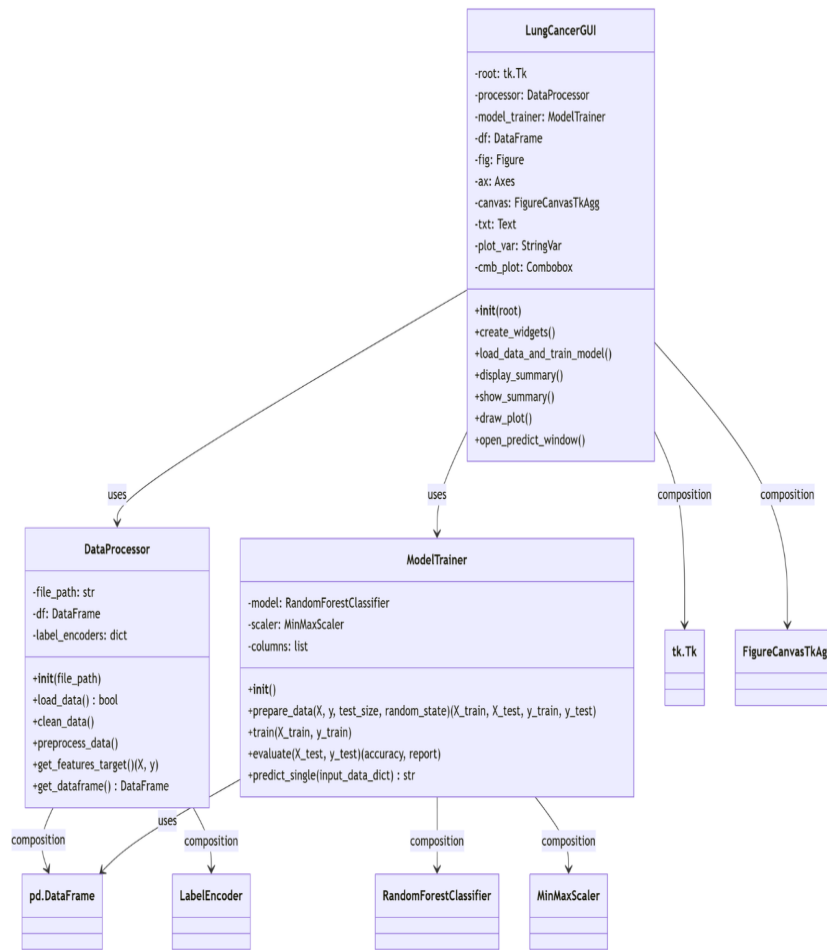 LungCancerGUI
-root: tk.Tk
-processor: DataProcessor
-model_trainer: ModelTrainer
-df: DataFrame
-fig: Figure
-ax: Axes
-canvas: FigureCanvasTkAgg
-txt: Text
-plot_var: StringVar
-cmb_plot: Combobox
+init(root)
+create_widgets()
+load_data_and_train_model()
+display_summary()
+show_summary()
+draw_plot()
+open_predict_window()
uses
uses
composition
composition
DataProcessor
-file_path: str
-df: DataFrame
-label_encoders: dict
+init(file_path)
+load_data() : bool
+clean_data()
+preprocess_data()
+get_features_target()(X, y)
+get_dataframe() : DataFrame
ModelTrainer
-model: RandomForestClassifier
-scaler: MinMaxScaler
-columns: list
+init()
+prepare_data(X, y, test_size, random_state)(X_train, X_test, y_train, y_test)
+train(X_train, y_train)
+evaluate(X_test, y_test)(accuracy, report)
+predict_single(input_data_dict) : str
tk.Tk
FigureCanvasTkAg
composition
uses
composition
composition
composition
pd.DataFrame
LabelEncoder
RandomForestClassifier
MinMaxScaler